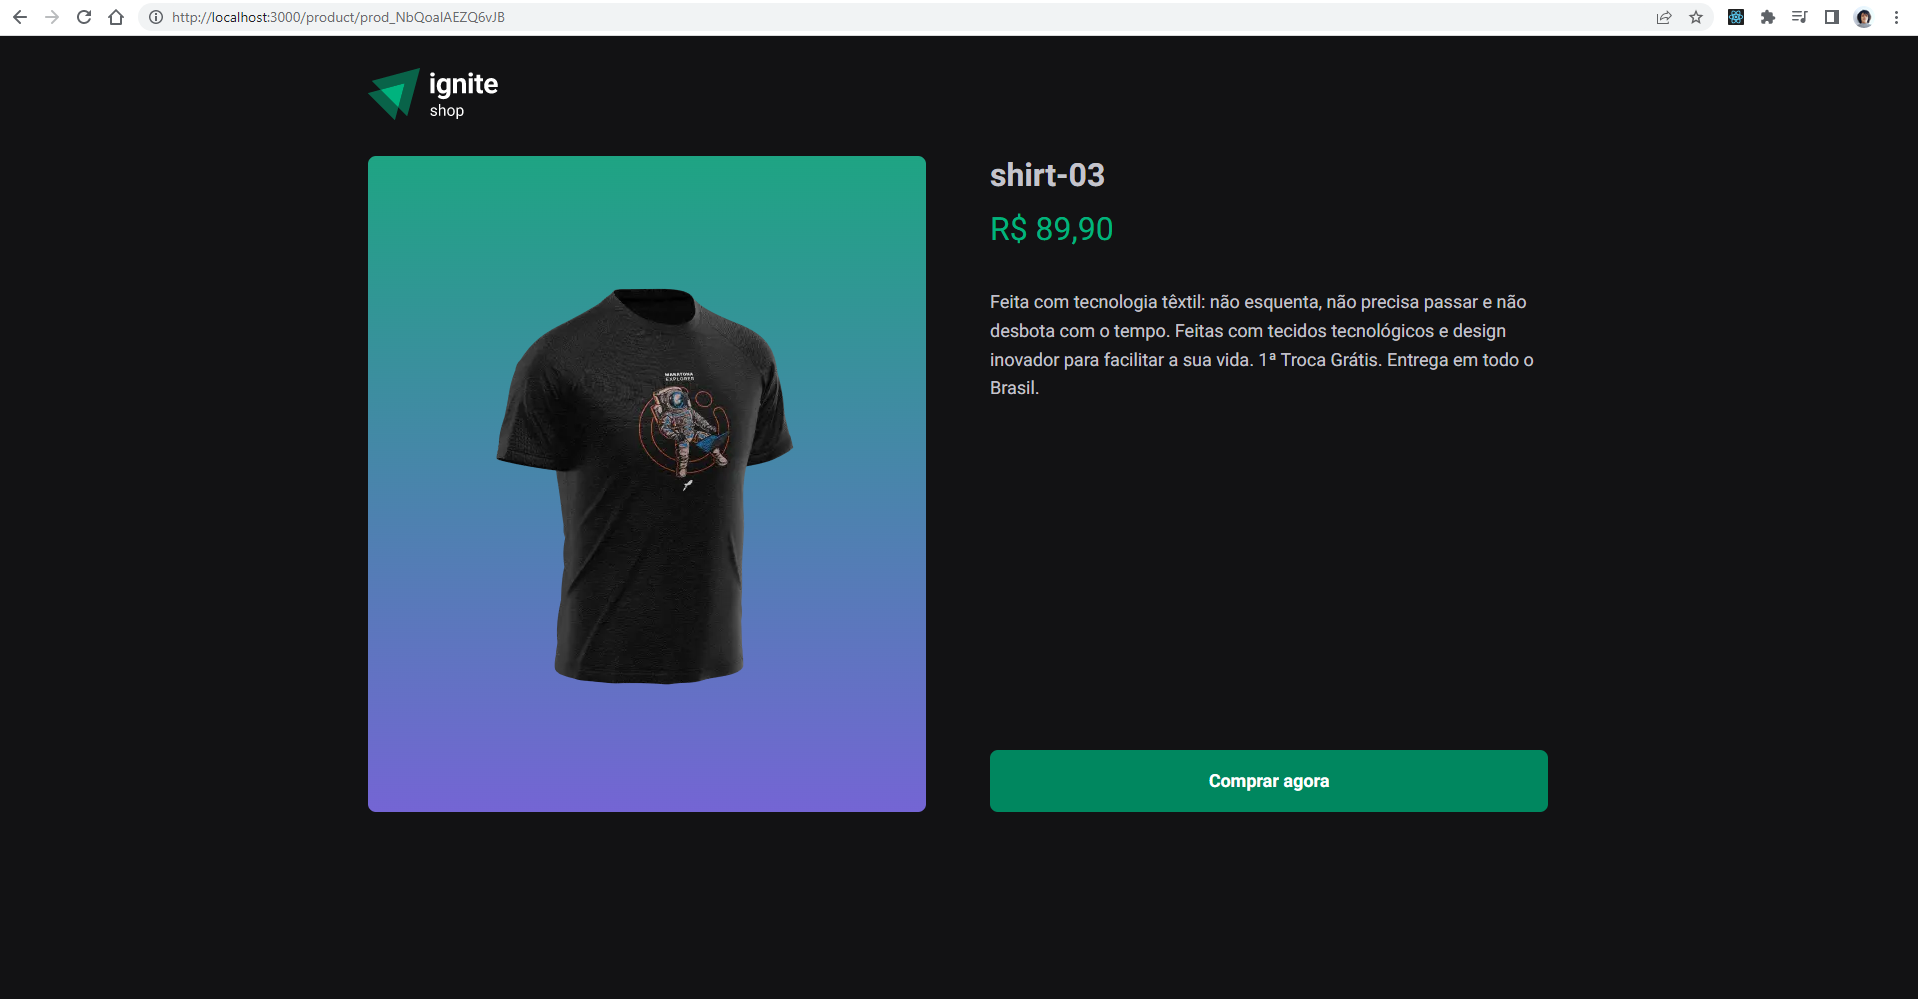 http://localhost:3000/product/prod_NbQoaIAEZQ6vJB
ignite
shop
shirt-03
R$ 89,90
Feita com tecnologia têxtil: não esquenta, não precisa passar e não
desbota com o tempo. Feitas com tecidos tecnológicos e design
inovador para facilitar a sua vida. 1ª Troca Grátis. Entrega em todo o
Brasil.
EXPLORER
Comprar agora